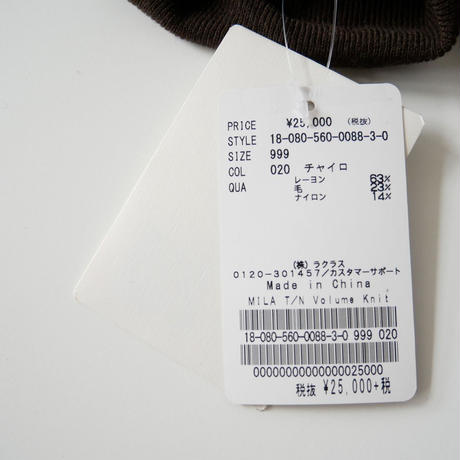 PRICE ¥25,000 (税抜)
STYLE 18-080-560-0088-3-0
SIZE 999
COL 020 チャイロ
QUA レーヨン 63%
毛 23%
ナイロン 14%
(株) ラクラス
0120-301457/カスタマーサポート
Made in China
MILA T/N Volume Knit
18-080-560-0088-3-0 999 020
00000000000000025000
税抜 ¥25,000+税